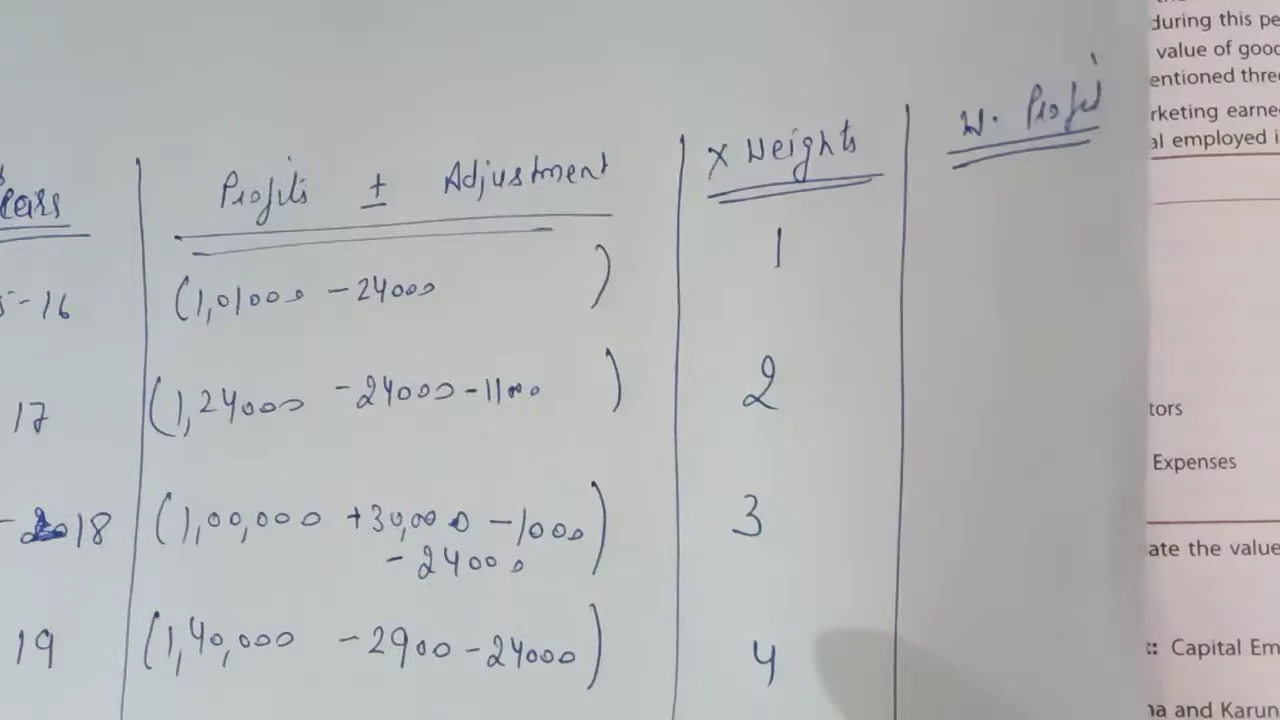 ears Profits ± Adjustment × Weights W. Profit
5-16 (1,01000 - 24000 ) 1
17 (1,24000 - 24000 - 1100 ) 2
- 2018 (1,00,000 + 30,000 - 1000 3
- 24000 )
19 (1,40,000 - 2900 - 24000) 4
during this pe
value of good
entioned thre
rketing earne
al employed i
tors
Expenses
ate the value
:: Capital Em
na and Karun